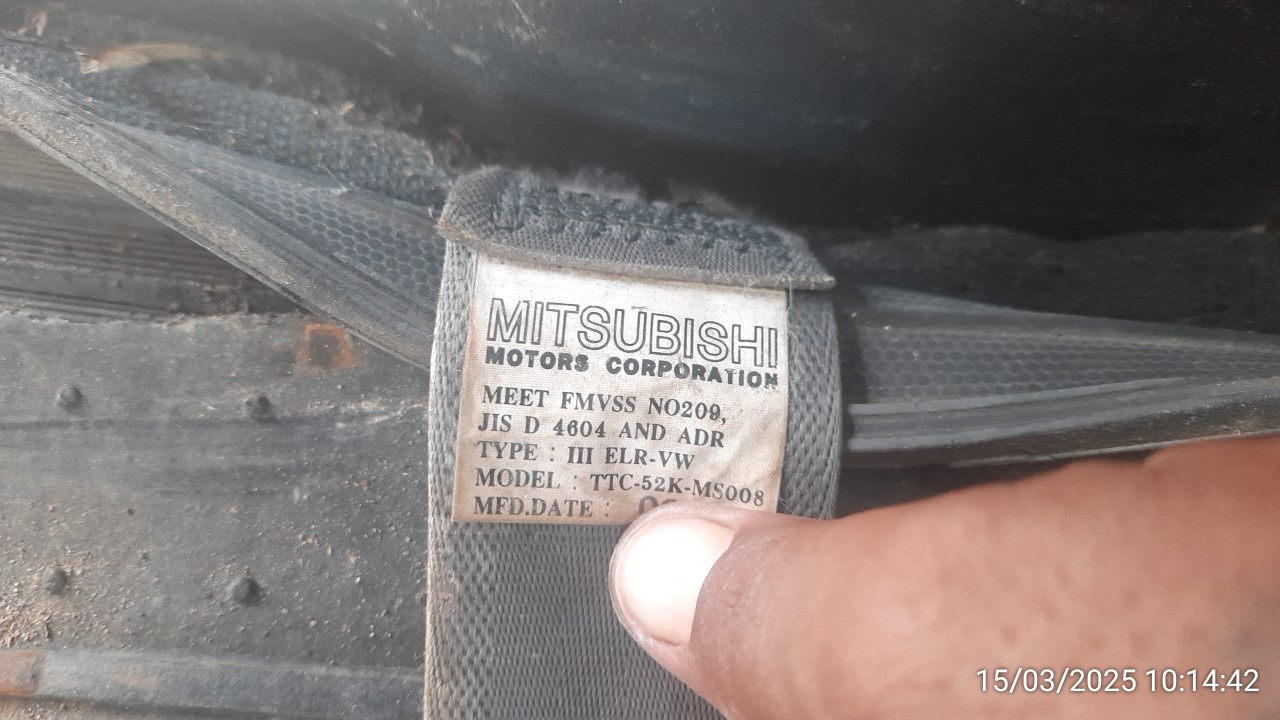 MITSUBISHI
MOTORS CORPORATION
MEET FMVSS NO209,
JIS D 4604 AND ADR
TYPE : III ELR-VW
MODEL : TTC-52K-MS008
MFD.DATE :
15/03/2025 10:14:42